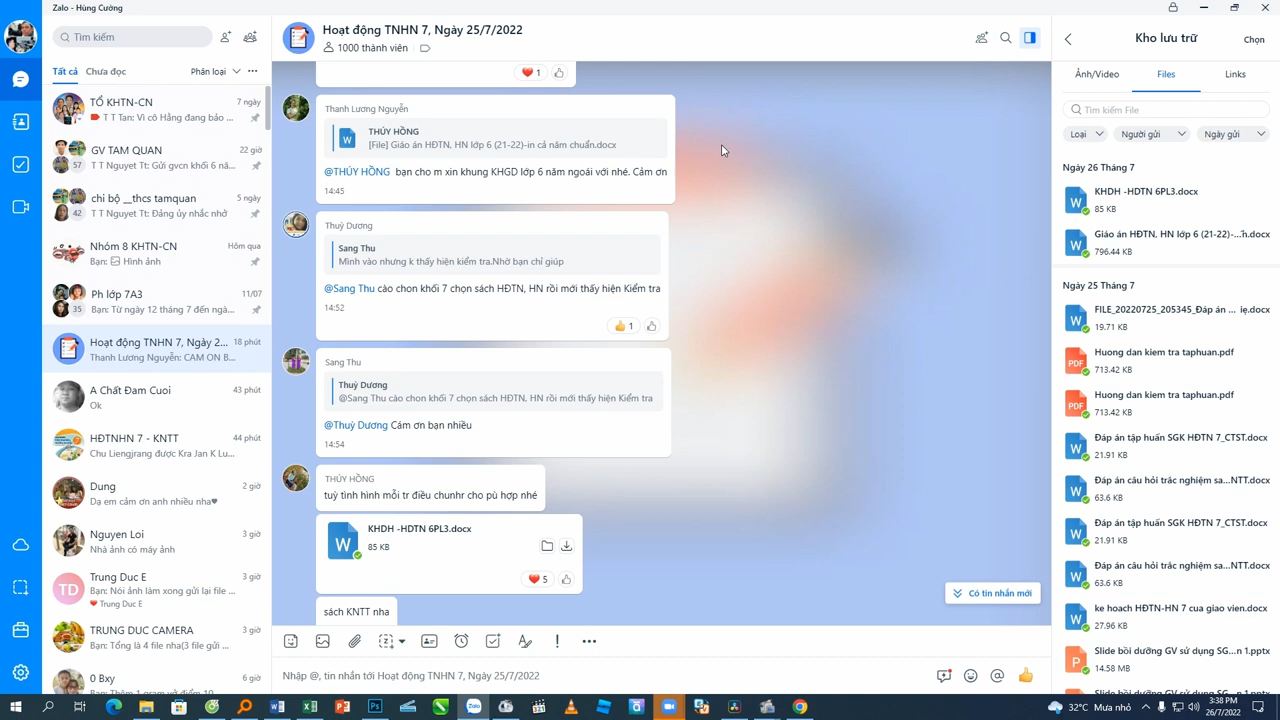 Zalo - Hùng Cường
Tìm kiếm
Tất cả
Chưa đọc
Phân loại
TỔ KHTN-CN
7 ngày
T T Tan: Vì cô Hằng đang bảo ...
GV TAM QUAN
22 giờ
57
T T Nguyet Tt: Gửi gvcn khối 6 nă...
chi bộ __thcs tamquan
5 ngày
42
T T Nguyet Tt: Đảng ủy nhắc nhở
Nhóm 8 KHTN-CN
Hôm qua
Bạn: Hình ảnh
Ph lớp 7A3
11/07
35
Bạn: Từ ngày 12 tháng 7 đến ngà...
Hoạt động TNHN 7, Ngày 2...
18 phút
Thanh Lương Nguyễn: CAM ON B...
A Chất Đam Cuoi
43 phút
Ok
HĐTNHN 7 - KNTT
44 phút
Chu Liengjrang được Kra Jan K Lu...
Dung
2 giờ
Dạ em cảm ơn anh nhiều nha♥
Nguyen Loi
3 giờ
Nhà ảnh có máy ảnh
TD
Trung Duc E
3 giờ
Bạn: Nói ảnh làm xong gửi lại file ...
Trung Duc E
TRUNG DUC CAMERA
3 giờ
Bạn: Tổng là 4 file nha(3 file gửi ...
0 Bxy
6 giờ
Hoạt động TNHN 7, Ngày 25/7/2022
1000 thành viên
1
Thanh Lương Nguyễn
THÚY HỒNG
[File] Giáo án HĐTN, HN lớp 6 (21-22)-in cả năm chuẩn.docx
@THÚY HỒNG bạn cho m xin khung KHGD lớp 6 năm ngoái với nhé. Cảm ơn
14:45
Thuỳ Dương
Sang Thu
Mình vào nhưng k thấy hiện kiểm tra.Nhờ bạn chỉ giúp
@Sang Thu cào chon khối 7 chọn sách HĐTN, HN rồi mới thấy hiện Kiểm tra
14:52
1
Sang Thu
Thuỳ Dương
@Sang Thu cào chon khối 7 chọn sách HĐTN, HN rồi mới thấy hiện Kiểm tra
@Thuỳ Dương Cám ơn bạn nhiều
14:54
THÚY HỒNG
tuỳ tình hình mỗi tr điều chunhr cho pù hợp nhé
KHDH -HDTN 6PL3.docx
85 KB
5
sách KNTT nha
Có tin nhắn mới
Nhập @, tin nhắn tới Hoạt động TNHN 7, Ngày 25/7/2022
Kho lưu trữ
Chọn
Ảnh/Video
Files
Links
Tìm kiếm File
Loại
Người gửi
Ngày gửi
Ngày 26 Tháng 7
KHDH -HDTN 6PL3.docx
85 KB
Giáo án HĐTN, HN lớp 6 (21-22)-...n.docx
796.44 KB
Ngày 25 Tháng 7
FILE_20220725_205345_Đáp án ... ię.docx
19.71 KB
Huong dan kiem tra taphuan.pdf
713.42 KB
Huong dan kiem tra taphuan.pdf
713.42 KB
Đáp án tập huấn SGK HĐTN 7_CTST.docx
21.91 KB
Đáp án câu hỏi trác nghiệm sa...NTT.docx
63.6 KB
Đáp án tập huấn SGK HĐTN 7_CTST.docx
21.91 KB
Đáp án câu hỏi trác nghiệm sa...NTT.docx
63.6 KB
ke hoach HĐTN-HN 7 cua giao vien.docx
27.96 KB
Slide bồi dưỡng GV sử dụng SG...n 1.pptx
14.58 MB
32°C Mưa nhỏ
3:38 PM
26/7/2022